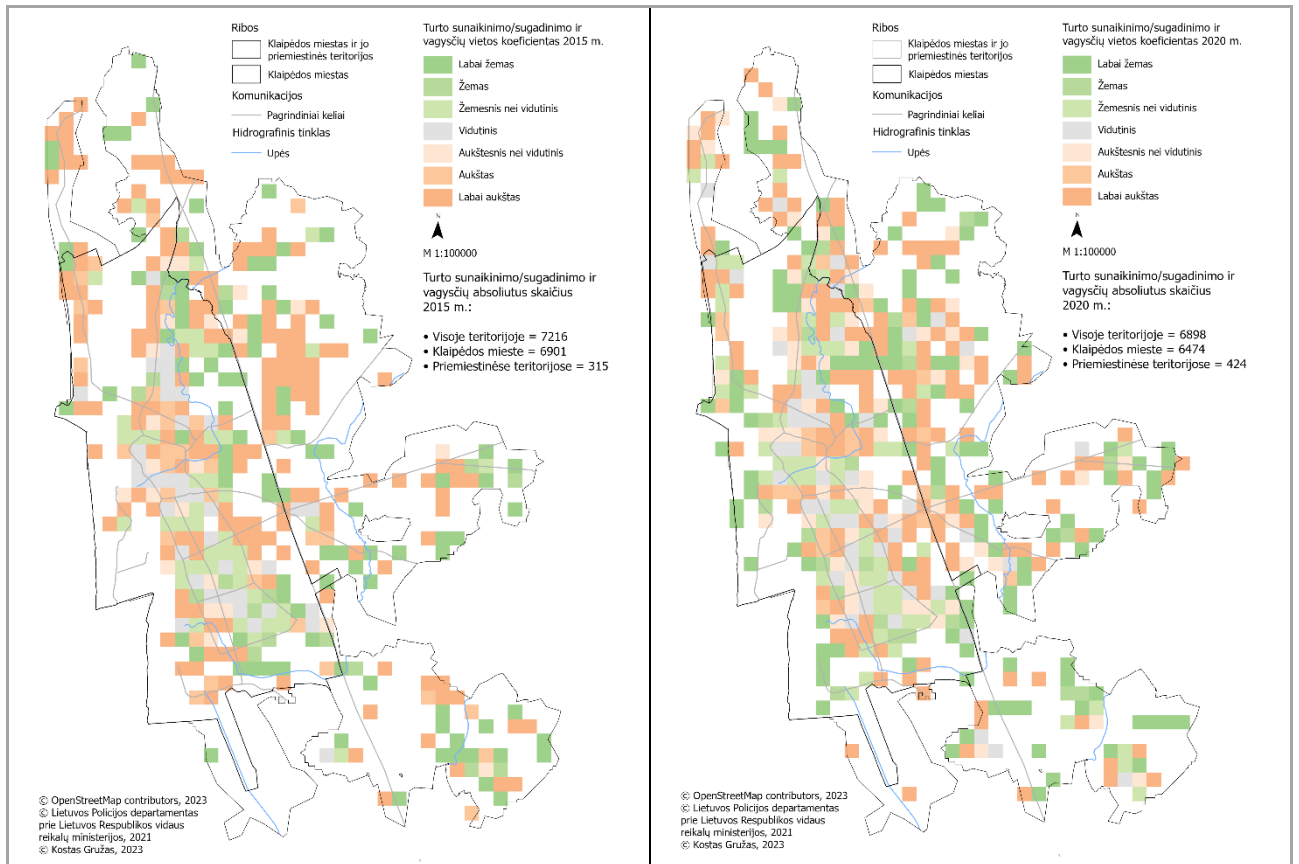 Ribos
Klaipėdos miestas ir jo
priemiestinės teritorijos
Klaipėdos miestas
Komunikacijos
Pagrindiniai keliai
Hidrografinis tinklas
Upės
Turto sunaikinimo/sugadinimo ir
vagysčių vietos koeficientas 2015 m.
Labai žemas
Žemas
Žemesnis nei vidutinis
Vidutinis
Aukštesnis nei vidutinis
Aukštas
Labai aukštas
N
M 1:100000
Turto sunaikinimo/sugadinimo ir
vagysčių absoliutus skaičius
2015 m.:
• Visoje teritorijoje = 7216
• Klaipėdos mieste = 6901
• Priemiestinėse teritorijose = 315
© OpenStreetMap contributors, 2023
© Lietuvos Policijos departamentas
prie Lietuvos Respublikos vidaus
reikalų ministerijos, 2021
© Kostas Gružas, 2023
Ribos
Klaipėdos miestas ir jo
priemiestinės teritorijos
Klaipėdos miestas
Komunikacijos
Pagrindiniai keliai
Hidrografinis tinklas
Upės
Turto sunaikinimo/sugadinimo ir
vagysčių vietos koeficientas 2020 m.
Labai žemas
Žemas
Žemesnis nei vidutinis
Vidutinis
Aukštesnis nei vidutinis
Aukštas
Labai aukštas
N
M 1:100000
Turto sunaikinimo/sugadinimo ir
vagysčių absoliutus skaičius
2020 m.:
• Visoje teritorijoje = 6898
• Klaipėdos mieste = 6474
• Priemiestinėse teritorijose = 424
© OpenStreetMap contributors, 2023
© Lietuvos Policijos departamentas
prie Lietuvos Respublikos vidaus
reikalų ministerijos, 2021
© Kostas Gružas, 2023